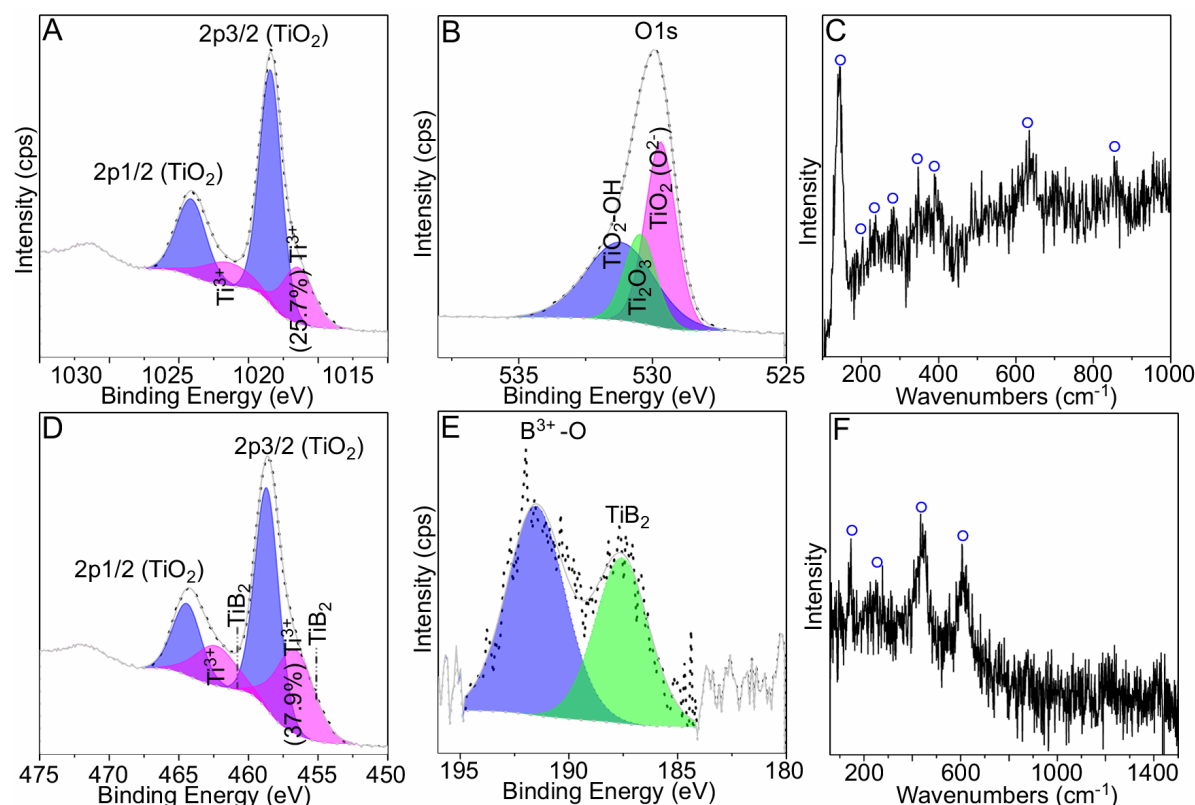 A
2p3/2 (TiO₂)
2p1/2 (TiO₂)
Ti³⁺
Ti³⁺
(25.7%)
Intensity (cps)
1030 1025 1020 1015
Binding Energy (eV)
B
O1s
TiO₂-OH
Ti₂O₃
TiO₂ (O²⁻)
Intensity (cps)
535 530 525
Binding Energy (eV)
C
Intensity
200 400 600 800 1000
Wavenumbers (cm⁻¹)
D
2p3/2 (TiO₂)
2p1/2 (TiO₂)
Ti³⁺
TiB₂
Ti³⁺
(37.9%)
TiB₂
Intensity (cps)
475 470 465 460 455 450
Binding Energy (eV)
E
B³⁺ -O
TiB₂
Intensity (cps)
195 190 185 180
Binding Energy (eV)
F
Intensity
200 600 1000 1400
Wavenumbers (cm⁻¹)